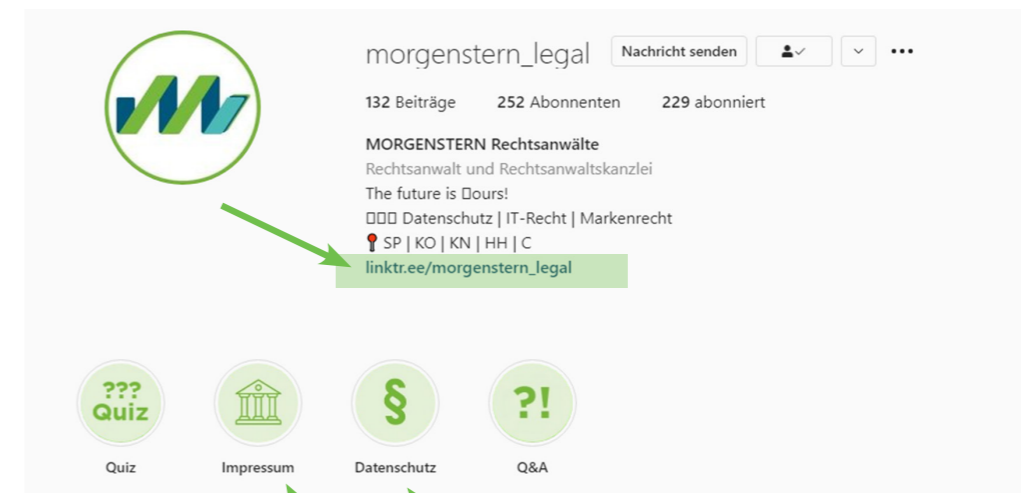 morgenstern_legal Nachricht senden
132 Beiträge 252 Abonnenten 229 abonniert
MORGENSTERN Rechtsanwälte
Rechtsanwalt und Rechtsanwaltskanzlei
The future is ▯ours!
▯▯▯ Datenschutz | IT-Recht | Markenrecht
📍 SP | KO | KN | HH | C
linktr.ee/morgenstern_legal
???
Quiz
§
?!
Quiz Impressum Datenschutz Q&A